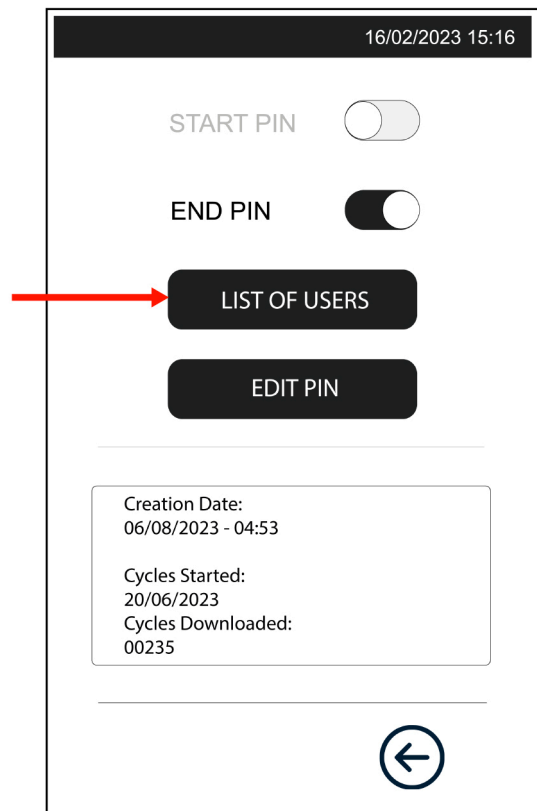 16/02/2023 15:16
START PIN
END PIN
LIST OF USERS
EDIT PIN
Creation Date:
06/08/2023 - 04:53
Cycles Started:
20/06/2023
Cycles Downloaded:
00235